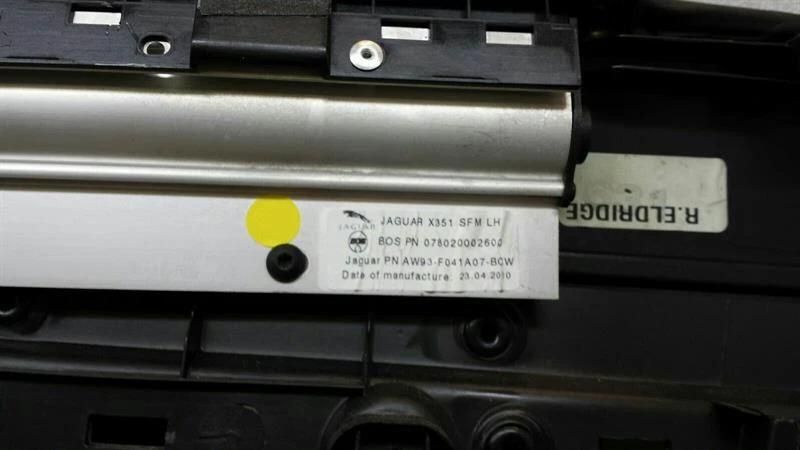 JAGUAR X351 SFM LH
JAGUAR
BOS PN 078020002600
Jaguar PN AW93-F041A07-BCW
Date of manufacture: 23.04.2010
R.ELDRIDGE